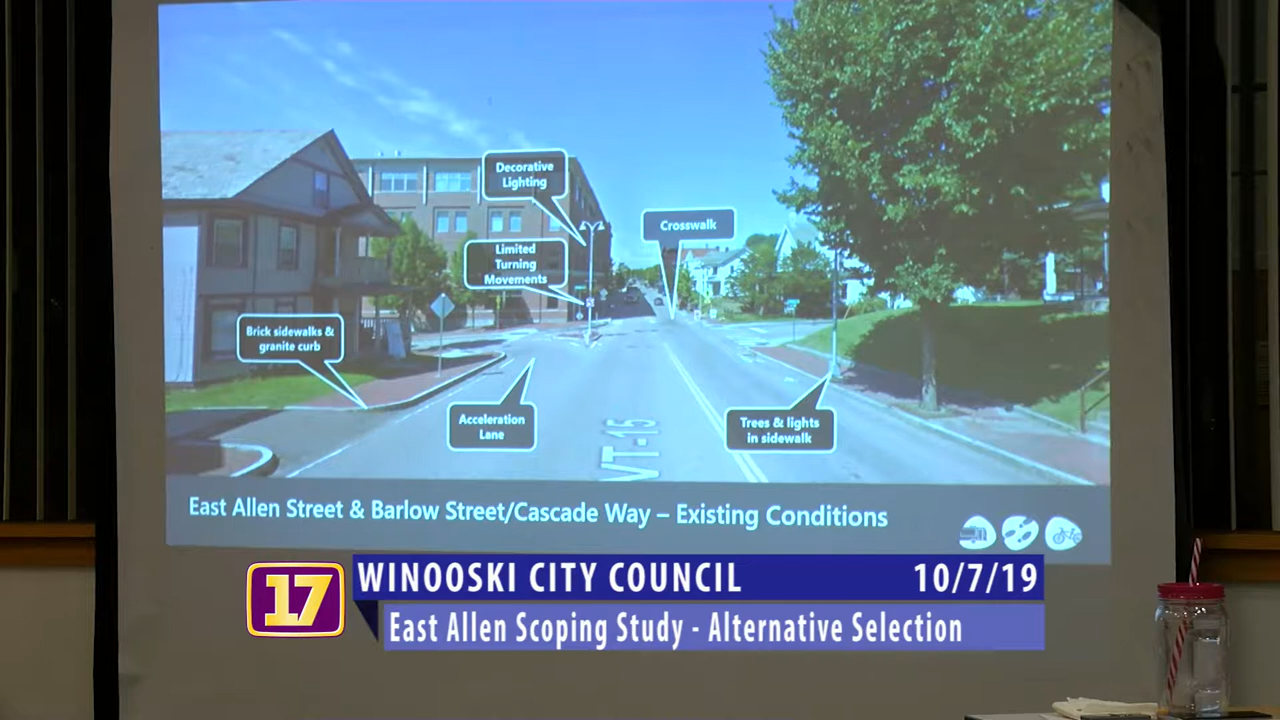 Decorative
Lighting
Crosswalk
Limited
Turning
Movements
Brick sidewalks &
granite curb
Acceleration
Lane
Trees & lights
in sidewalk
VT-15
East Allen Street & Barlow Street/Cascade Way – Existing Conditions
17
WINOOSKI CITY COUNCIL 10/7/19
East Allen Scoping Study - Alternative Selection